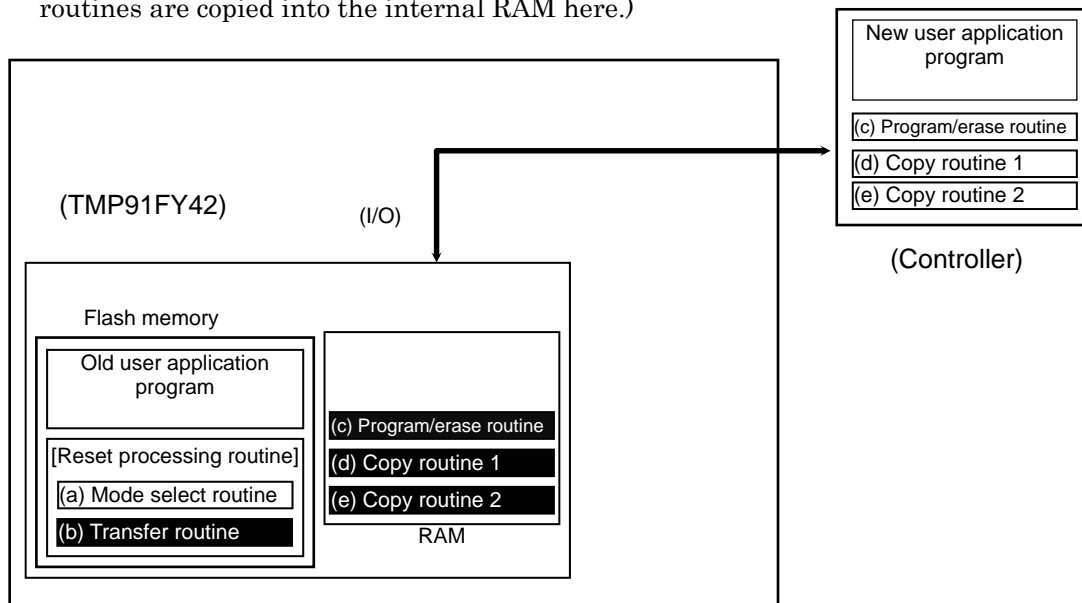 routines are copied into the internal RAM here.)
New user application
program
(c) Program/erase routine
(d) Copy routine 1
(e) Copy routine 2
(Controller)
(TMP91FY42)
(I/O)
Flash memory
Old user application
program
[Reset processing routine]
(a) Mode select routine
(b) Transfer routine
(c) Program/erase routine
(d) Copy routine 1
(e) Copy routine 2
RAM